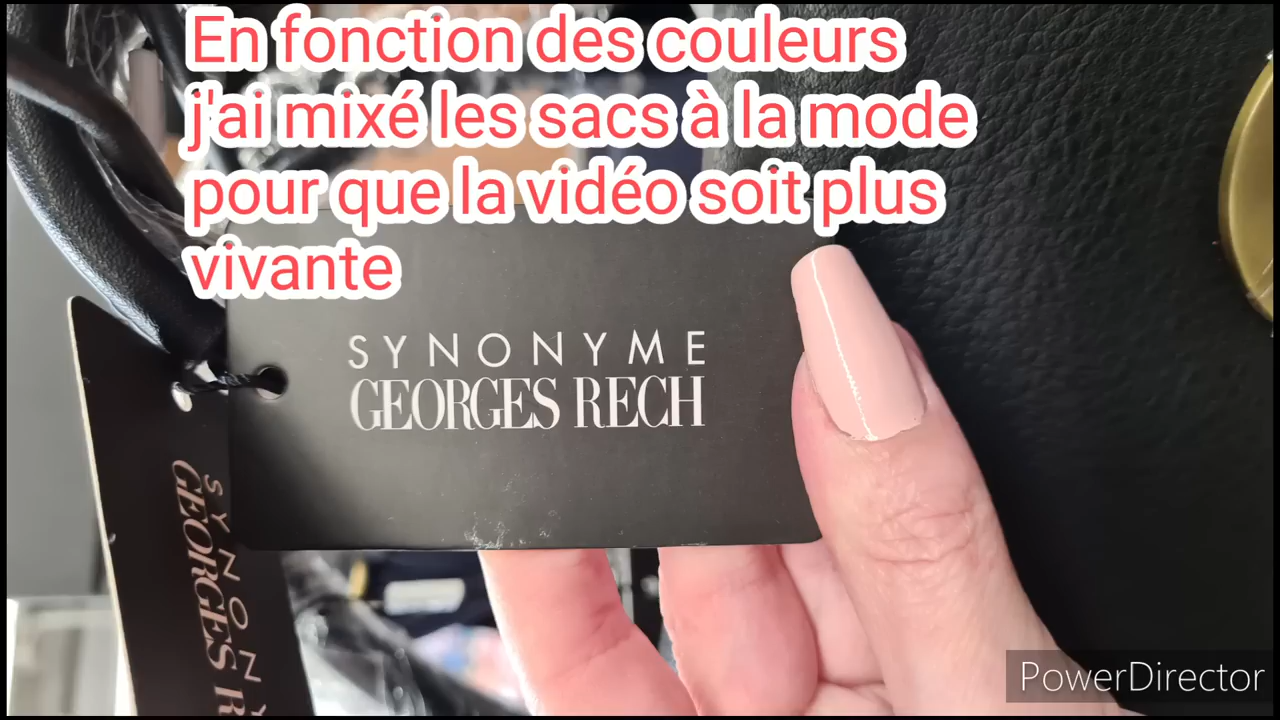 En fonction des couleurs
j'ai mixé les sacs à la mode
pour que la vidéo soit plus
vivante
SYNONYME
GEORGES RECH
SYNONY
GEORGES R
PowerDirector